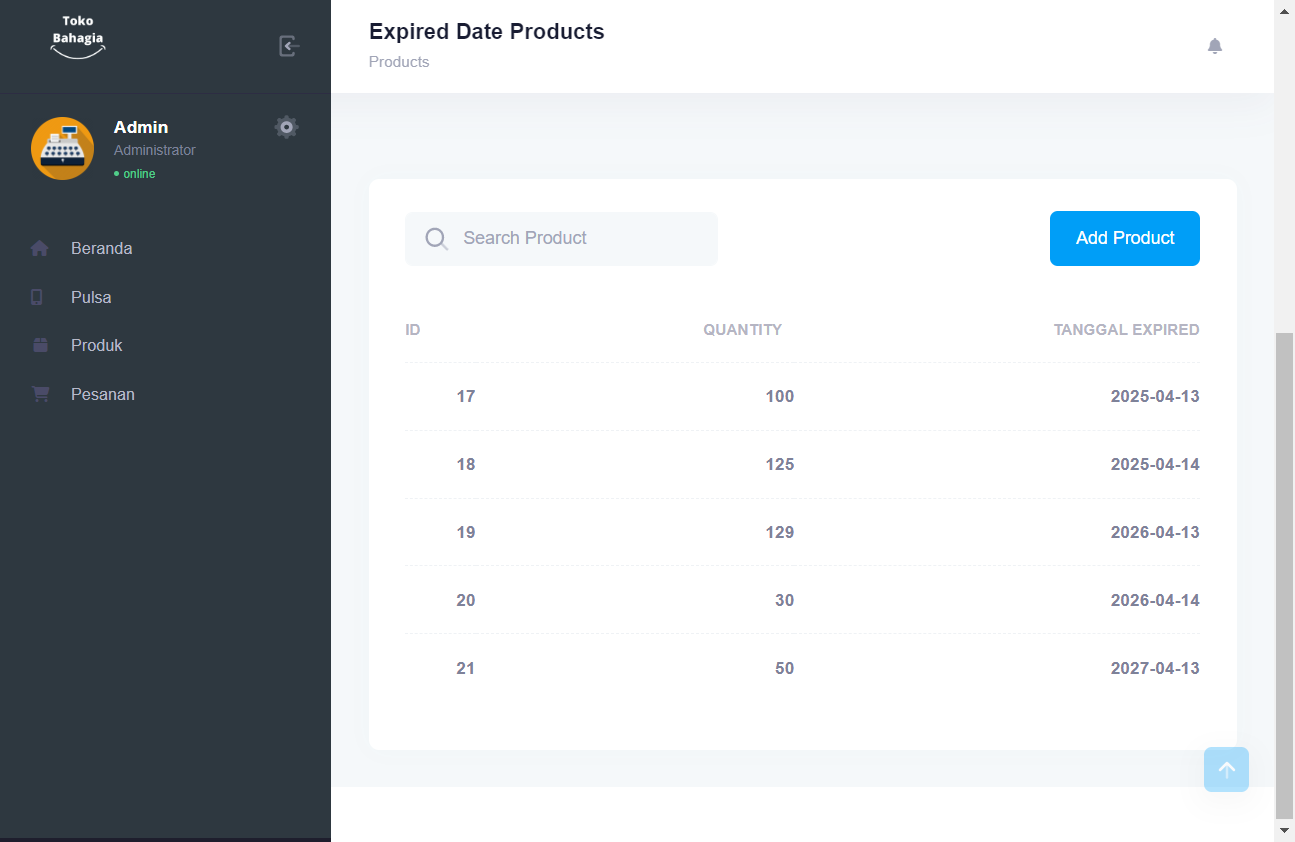 Toko
Bahagia
Admin
Administrator
online
Beranda
Pulsa
Produk
Pesanan
Expired Date Products
Products
Search Product
Add Product
ID QUANTITY TANGGAL EXPIRED
17 100 2025-04-13
18 125 2025-04-14
19 129 2026-04-13
20 30 2026-04-14
21 50 2027-04-13